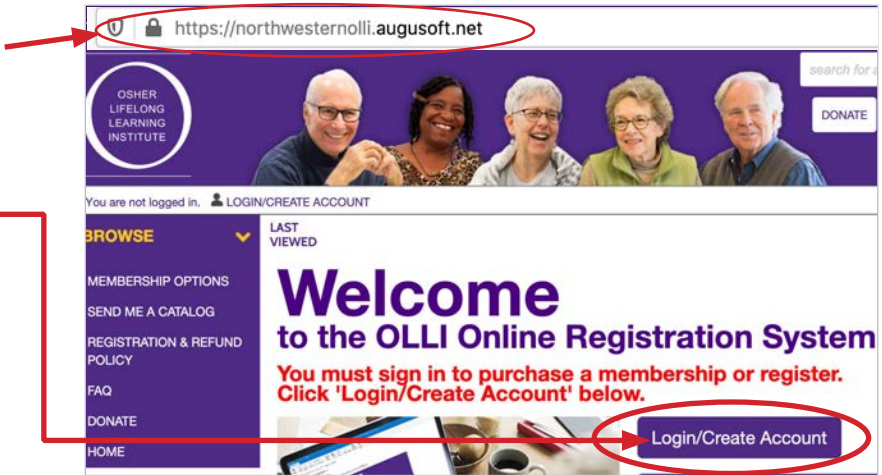 https://northwesternolli.augusoft.net
OSHER
LIFELONG
LEARNING
INSTITUTE
search for a
DONATE
You are not logged in. LOGIN/CREATE ACCOUNT
BROWSE
MEMBERSHIP OPTIONS
SEND ME A CATALOG
REGISTRATION & REFUND
POLICY
FAQ
DONATE
HOME
LAST
VIEWED
Welcome
to the OLLI Online Registration System
You must sign in to purchase a membership or register.
Click 'Login/Create Account' below.
Login/Create Account